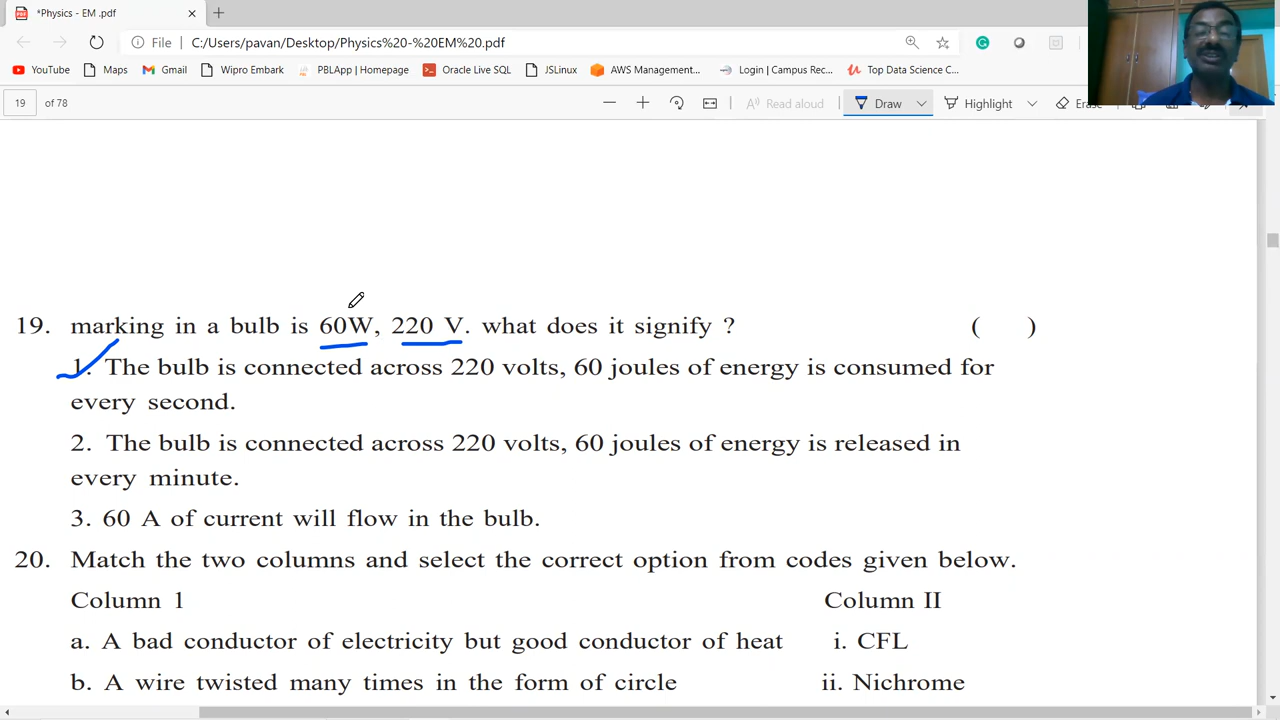 *Physics - EM .pdf
File C:/Users/pavan/Desktop/Physics%20-%20EM%20.pdf
YouTube Maps Gmail Wipro Embark PBLApp | Homepage Oracle Live SQL JSLinux AWS Management... Login | Campus Rec... Top Data Science C...
19 of 78 Read aloud Draw Highlight
19. marking in a bulb is 60W, 220 V. what does it signify ? ( )
1. The bulb is connected across 220 volts, 60 joules of energy is consumed for
every second.
2. The bulb is connected across 220 volts, 60 joules of energy is released in
every minute.
3. 60 A of current will flow in the bulb.
20. Match the two columns and select the correct option from codes given below.
Column 1 Column II
a. A bad conductor of electricity but good conductor of heat i. CFL
b. A wire twisted many times in the form of circle ii. Nichrome